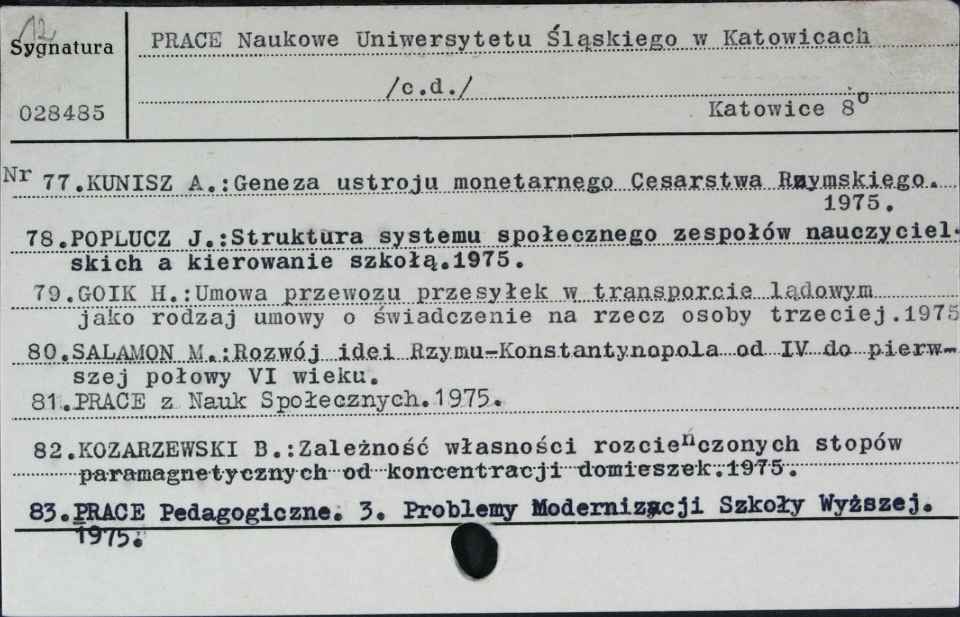 12
Sygnatura
PRACE Naukowe Uniwersytetu Śląskiego w Katowicach
/c.d./
028485
Katowice 8º
Nr 77.KUNISZ A.:Geneza ustroju monetarnego Cesarstwa Rzymskiego.
1975.
78.POPLUCZ J.:Struktura systemu społecznego zespołów nauczyciel-
skich a kierowanie szkołą.1975.
79.GOIK H.:Umowa przewozu przesyłek w transporcie lądowym
jako rodzaj umowy o świadczenie na rzecz osoby trzeciej.1975
80.SALAMON M.:Rozwój idei Rzymu-Konstantynopola od IV do pierw-
szej połowy VI wieku.
81.PRACE z Nauk Społecznych.1975.
82.KOZARZEWSKI B.:Zależność własności rozcieńczonych stopów
paramagnetycznych od koncentracji domieszek.1975.
83.PRACE Pedagogiczne. 3. Problemy Modernizacji Szkoły Wyższej.
1975.